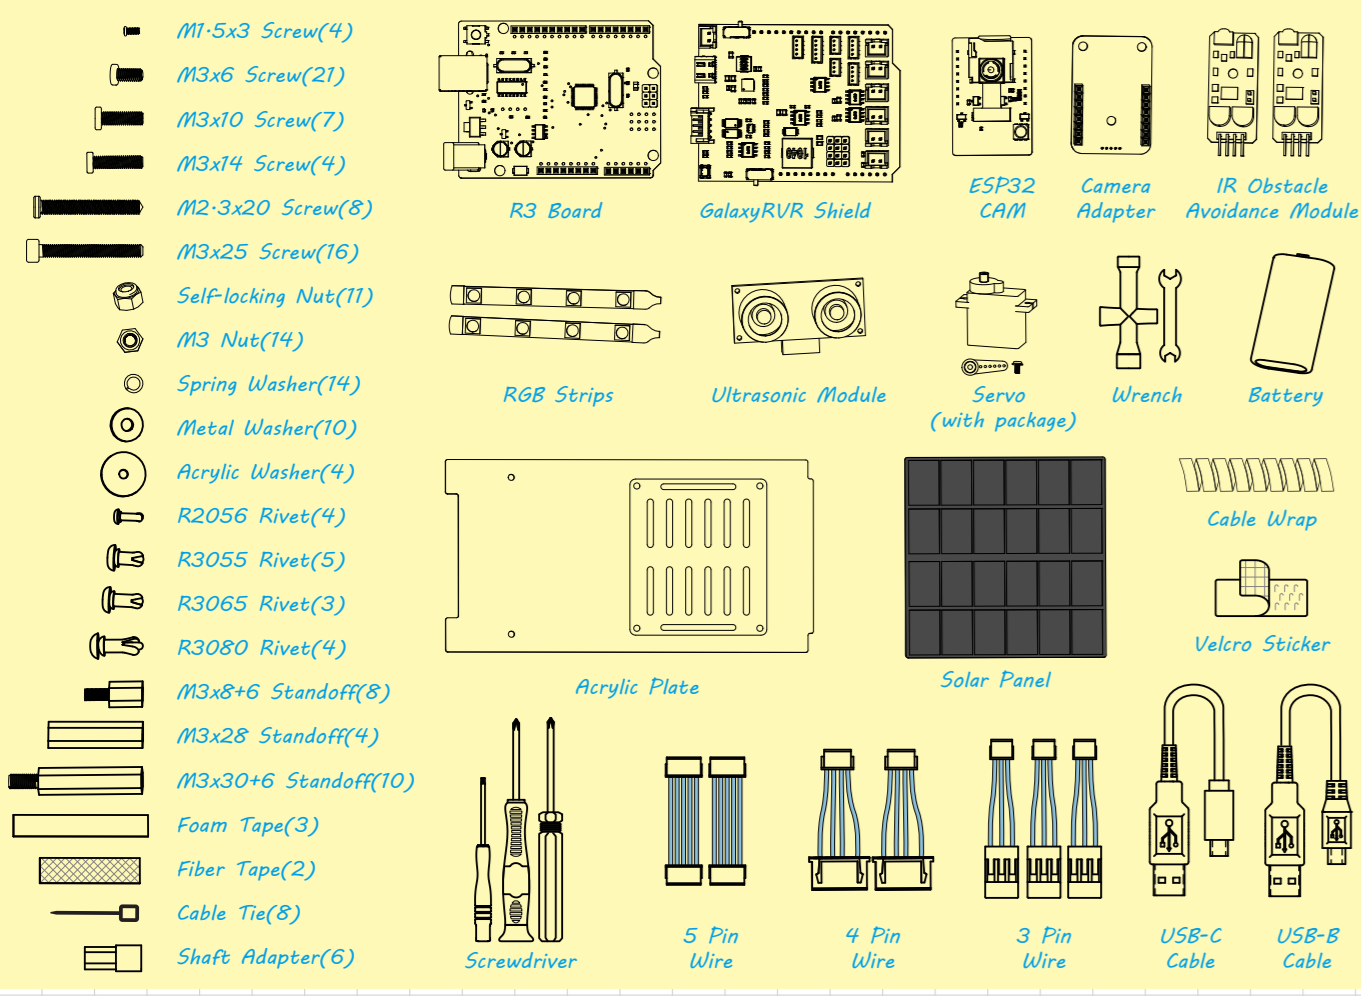 M1.5x3 Screw(4)
M3x6 Screw(21)
M3x10 Screw(7)
M3x14 Screw(4)
M2.3x20 Screw(8)
M3x25 Screw(16)
Self-locking Nut(11)
M3 Nut(14)
Spring Washer(14)
Metal Washer(10)
Acrylic Washer(4)
R2056 Rivet(4)
R3055 Rivet(5)
R3065 Rivet(3)
R3080 Rivet(4)
M3x8+6 Standoff(8)
M3x28 Standoff(4)
M3x30+6 Standoff(10)
Foam Tape(3)
Fiber Tape(2)
Cable Tie(8)
Shaft Adapter(6)
R3 Board
GalaxyRVR Shield
ESP32
CAM
Camera
Adapter
IR Obstacle
Avoidance Module
RGB Strips
Ultrasonic Module
Servo
(with package)
Wrench
Battery
Acrylic Plate
Solar Panel
Cable Wrap
Velcro Sticker
Screwdriver
5 Pin
Wire
4 Pin
Wire
3 Pin
Wire
USB-C
Cable
USB-B
Cable